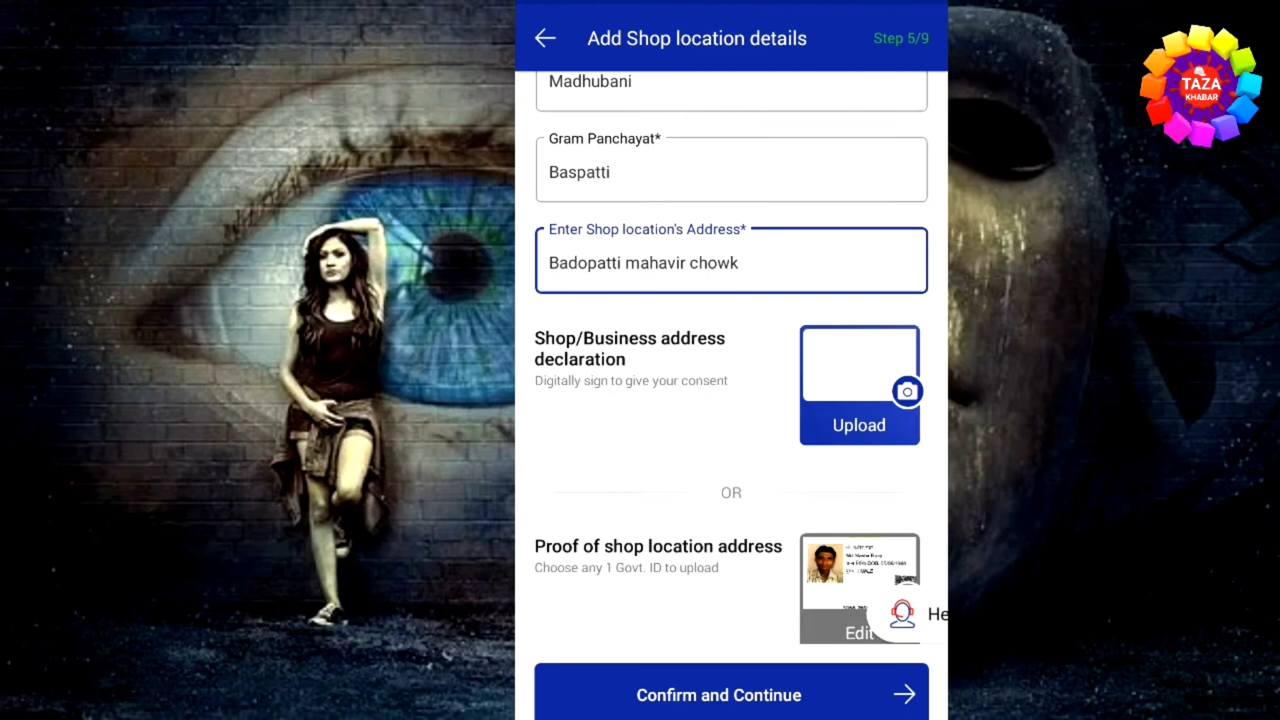 Add Shop location details
Step 5/9
TAZA
KHABAR
Madhubani
Gram Panchayat*
Baspatti
Enter Shop location's Address*
Badopatti mahavir chowk
Shop/Business address
declaration
Digitally sign to give your consent
Upload
OR
Proof of shop location address
Choose any 1 Govt. ID to upload
Edit
He
Confirm and Continue